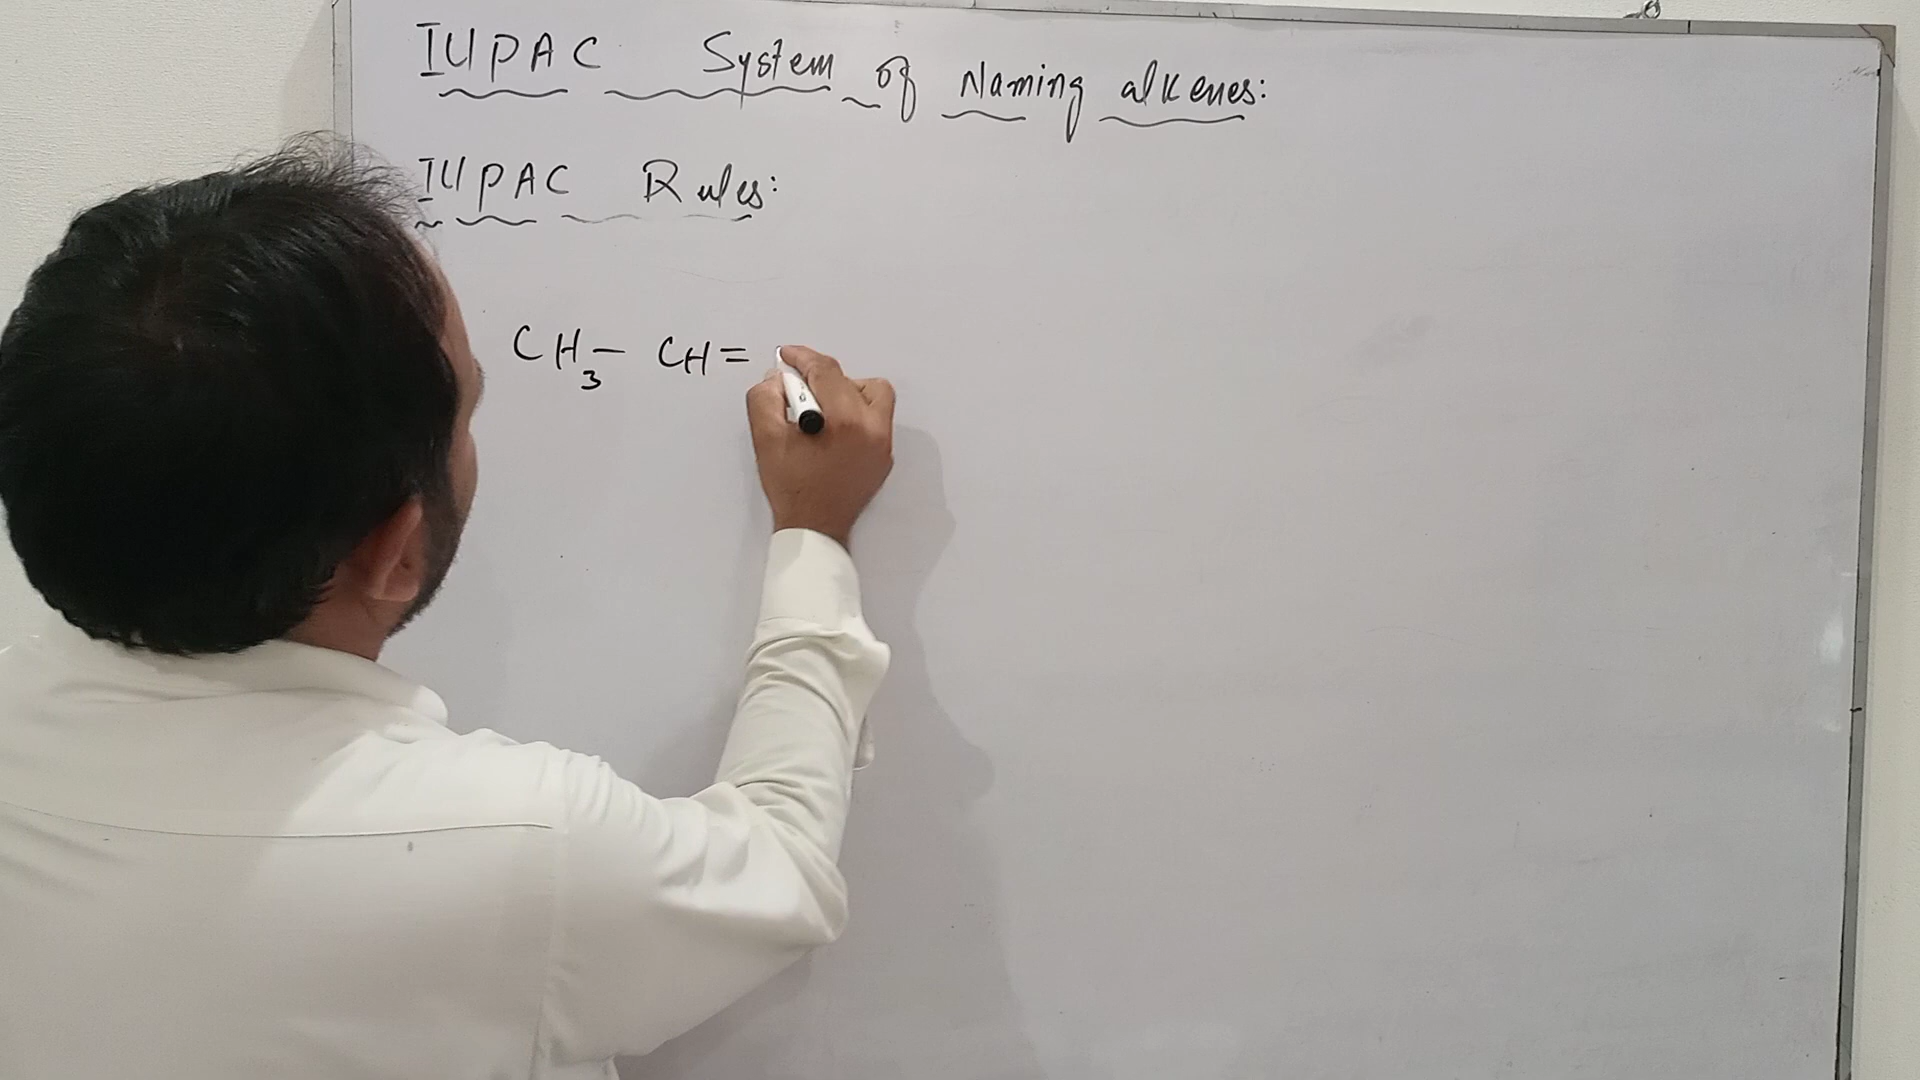 IUPAC System of Naming alkenes:
IUPAC Rules:
CH₃ – CH =